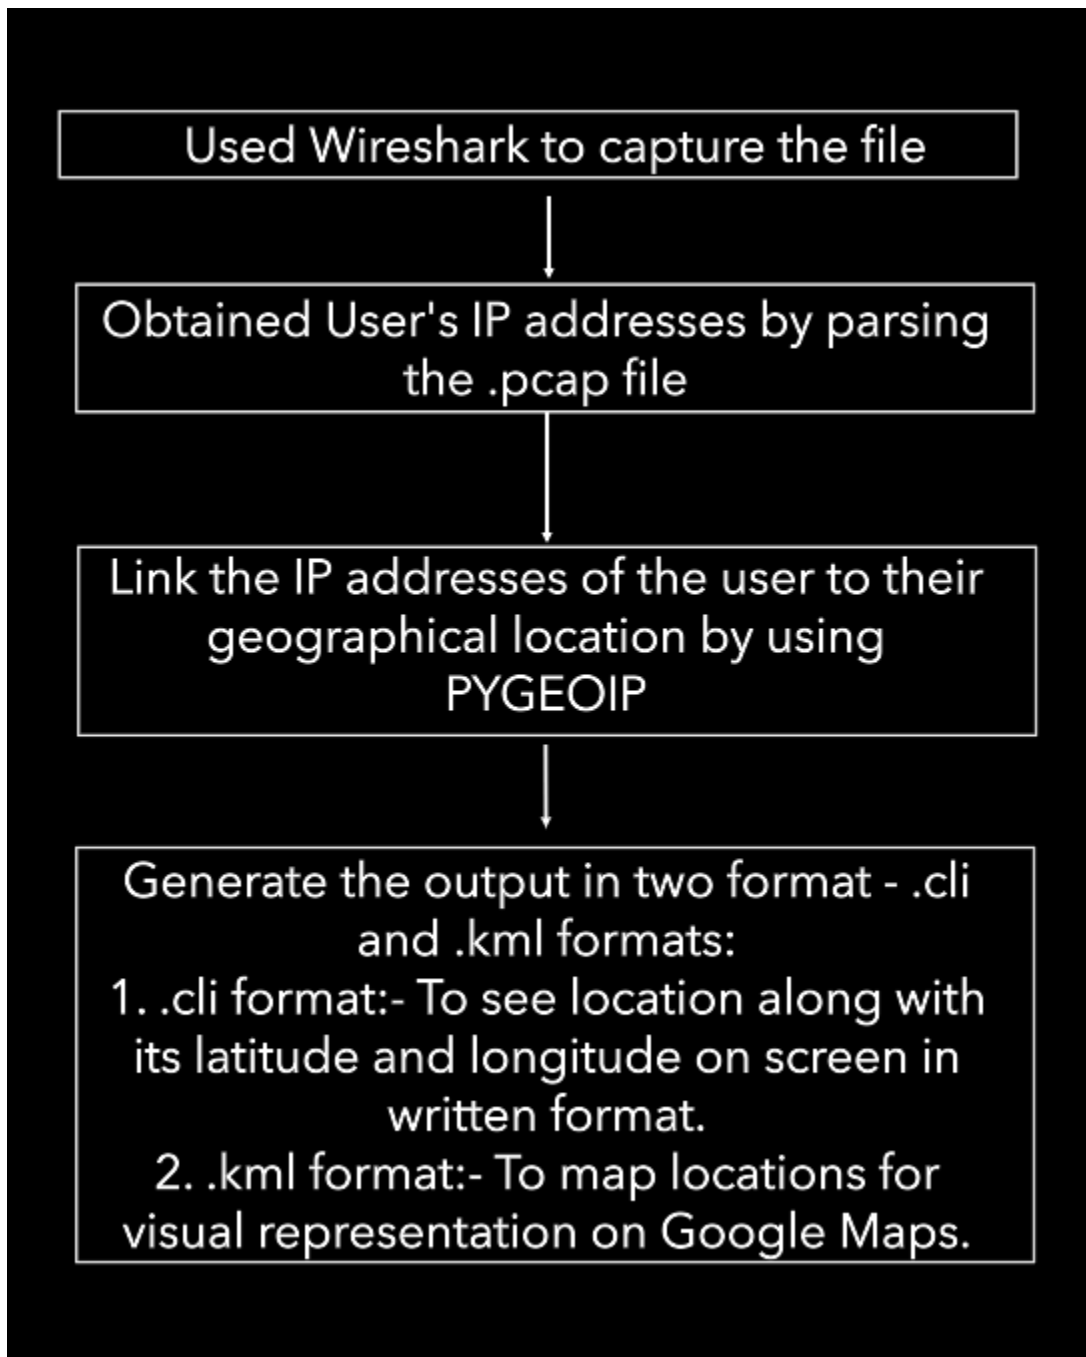 Used Wireshark to capture the file
Obtained User's IP addresses by parsing
the .pcap file
Link the IP addresses of the user to their
geographical location by using
PYGEOIP
Generate the output in two format - .cli
and .kml formats:
1. .cli format:- To see location along with
its latitude and longitude on screen in
written format.
2. .kml format:- To map locations for
visual representation on Google Maps.